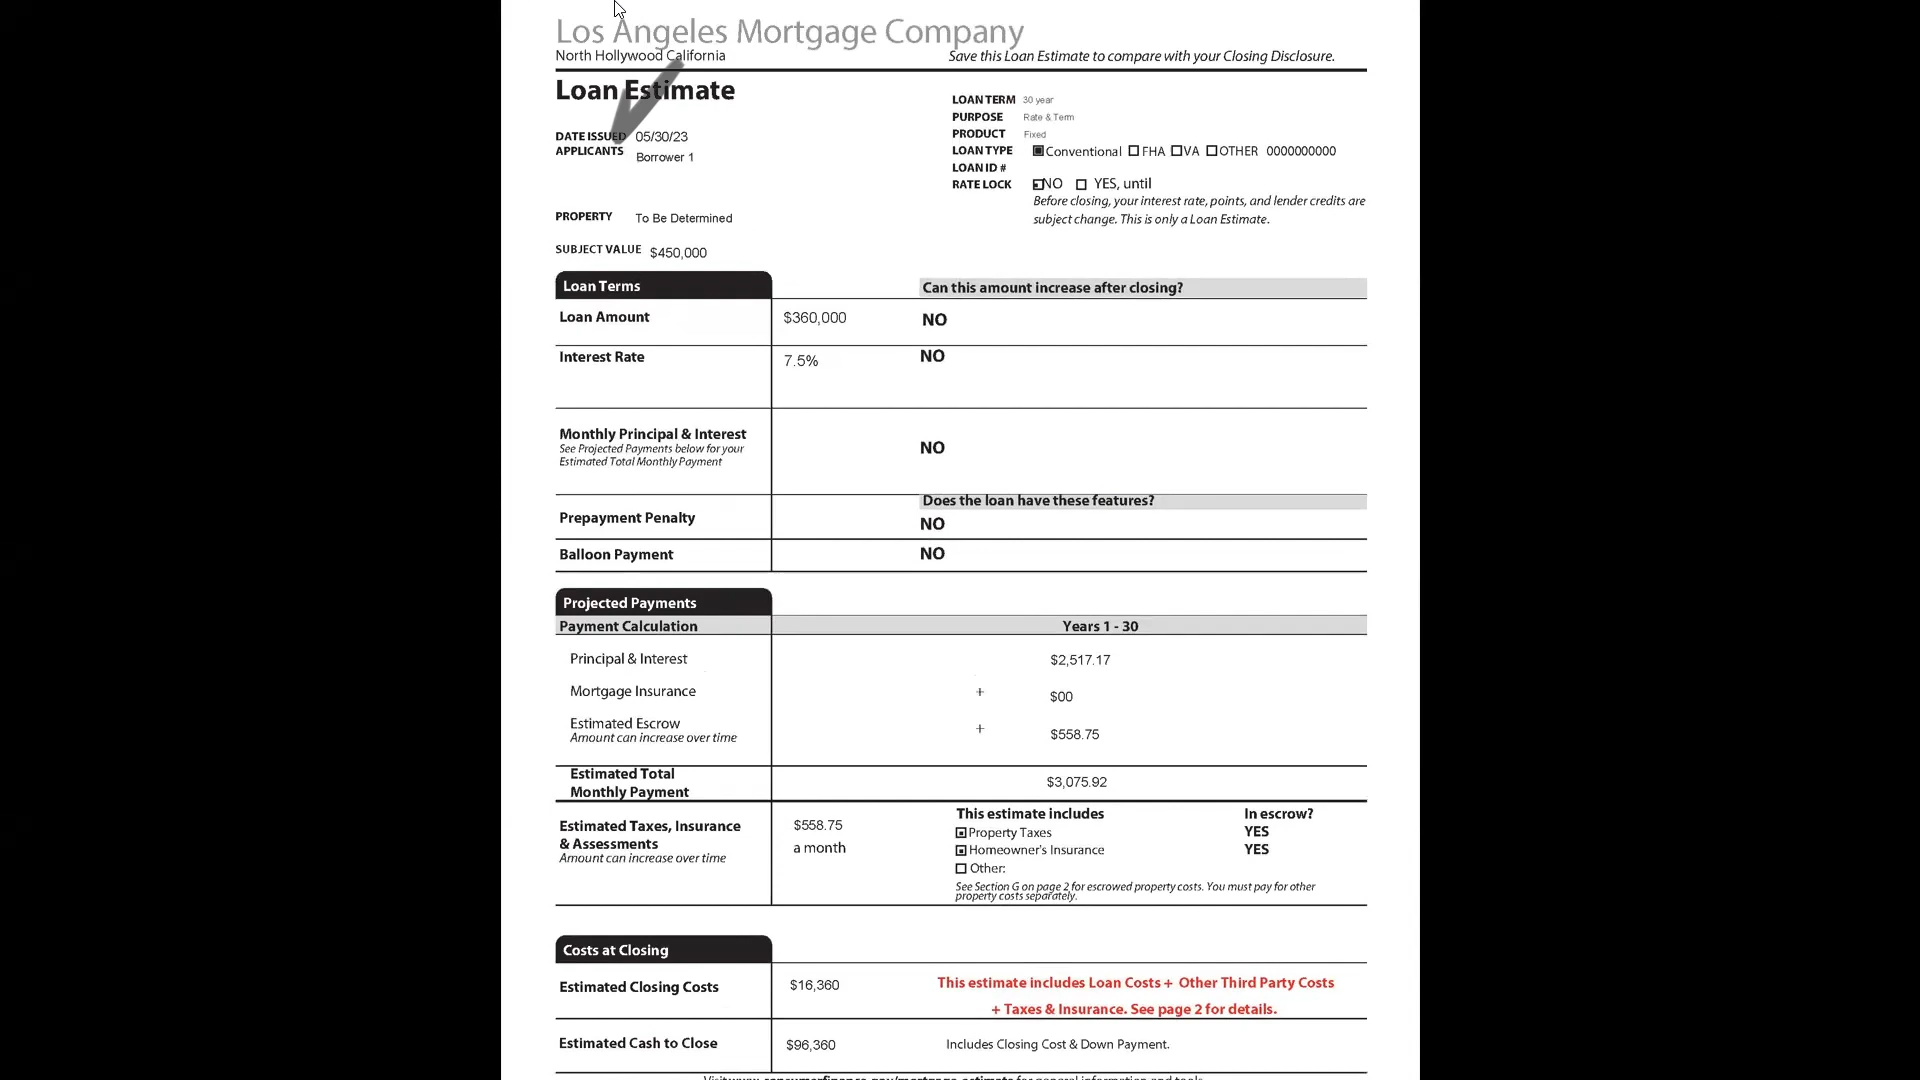 Los Angeles Mortgage Company
North Hollywood California
Save this Loan Estimate to compare with your Closing Disclosure.
Loan Estimate
DATE ISSUED 05/30/23
APPLICANTS Borrower 1
PROPERTY To Be Determined
SUBJECT VALUE $450,000
LOAN TERM 30 year
PURPOSE Rate & Term
PRODUCT Fixed
LOAN TYPE Conventional FHA VA OTHER 0000000000
LOAN ID #
RATE LOCK NO YES, until
Before closing, your interest rate, points, and lender credits are
subject change. This is only a Loan Estimate.
Loan Terms Can this amount increase after closing?
Loan Amount $360,000 NO
Interest Rate 7.5% NO
Monthly Principal & Interest NO
See Projected Payments below for your
Estimated Total Monthly Payment
Does the loan have these features?
Prepayment Penalty NO
Balloon Payment NO
Projected Payments
Payment Calculation Years 1 - 30
Principal & Interest $2,517.17
Mortgage Insurance + $00
Estimated Escrow + $558.75
Amount can increase over time
Estimated Total
Monthly Payment $3,075.92
Estimated Taxes, Insurance
& Assessments
Amount can increase over time
$558.75
a month
This estimate includes In escrow?
Property Taxes YES
Homeowner's Insurance YES
Other:
See Section G on page 2 for escrowed property costs. You must pay for other
property costs separately.
Costs at Closing
Estimated Closing Costs $16,360 This estimate includes Loan Costs + Other Third Party Costs
+ Taxes & Insurance. See page 2 for details.
Estimated Cash to Close $96,360 Includes Closing Cost & Down Payment.
Visit www.consumerfinance.gov/mortgage-estimate for general information and tools.